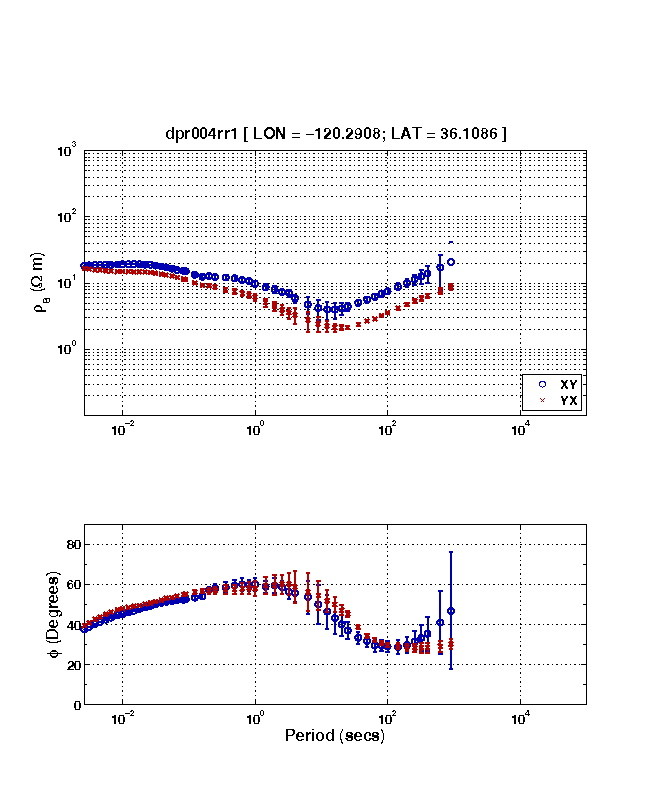 dpr004rr1 [ LON = −120.2908; LAT = 36.1086 ]
10³
10²
10¹
10⁰
ρₐ (Ω m)
XY
YX
10⁻² 10⁰ 10² 10⁴
80
60
40
20
0
ϕ (Degrees)
10⁻² 10⁰ 10² 10⁴
Period (secs)